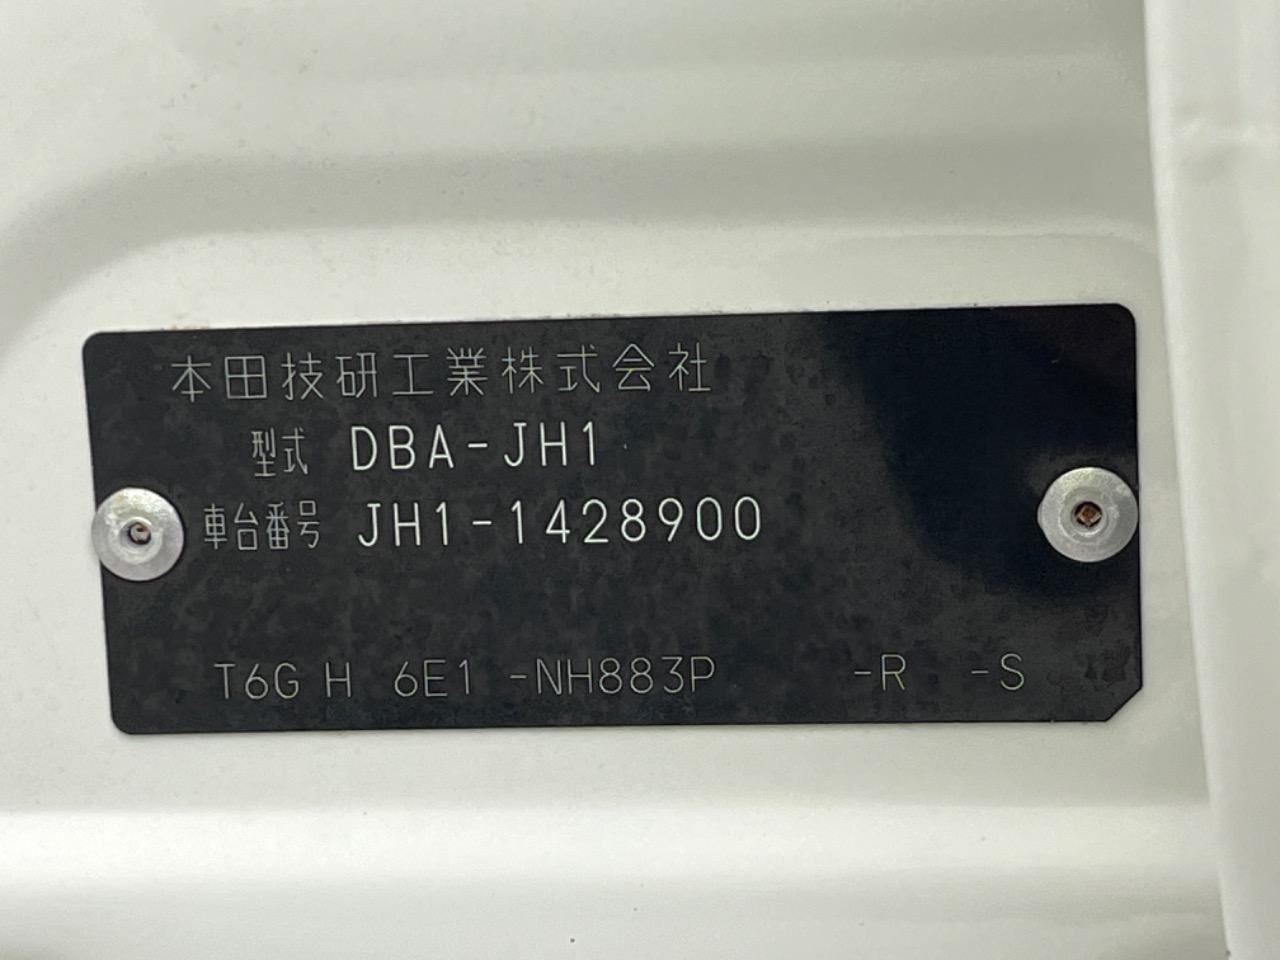 本田技研工業株式会社
型式 DBA-JH1
車台番号 JH1-1428900
T6G H 6E1 -NH883P -R -S